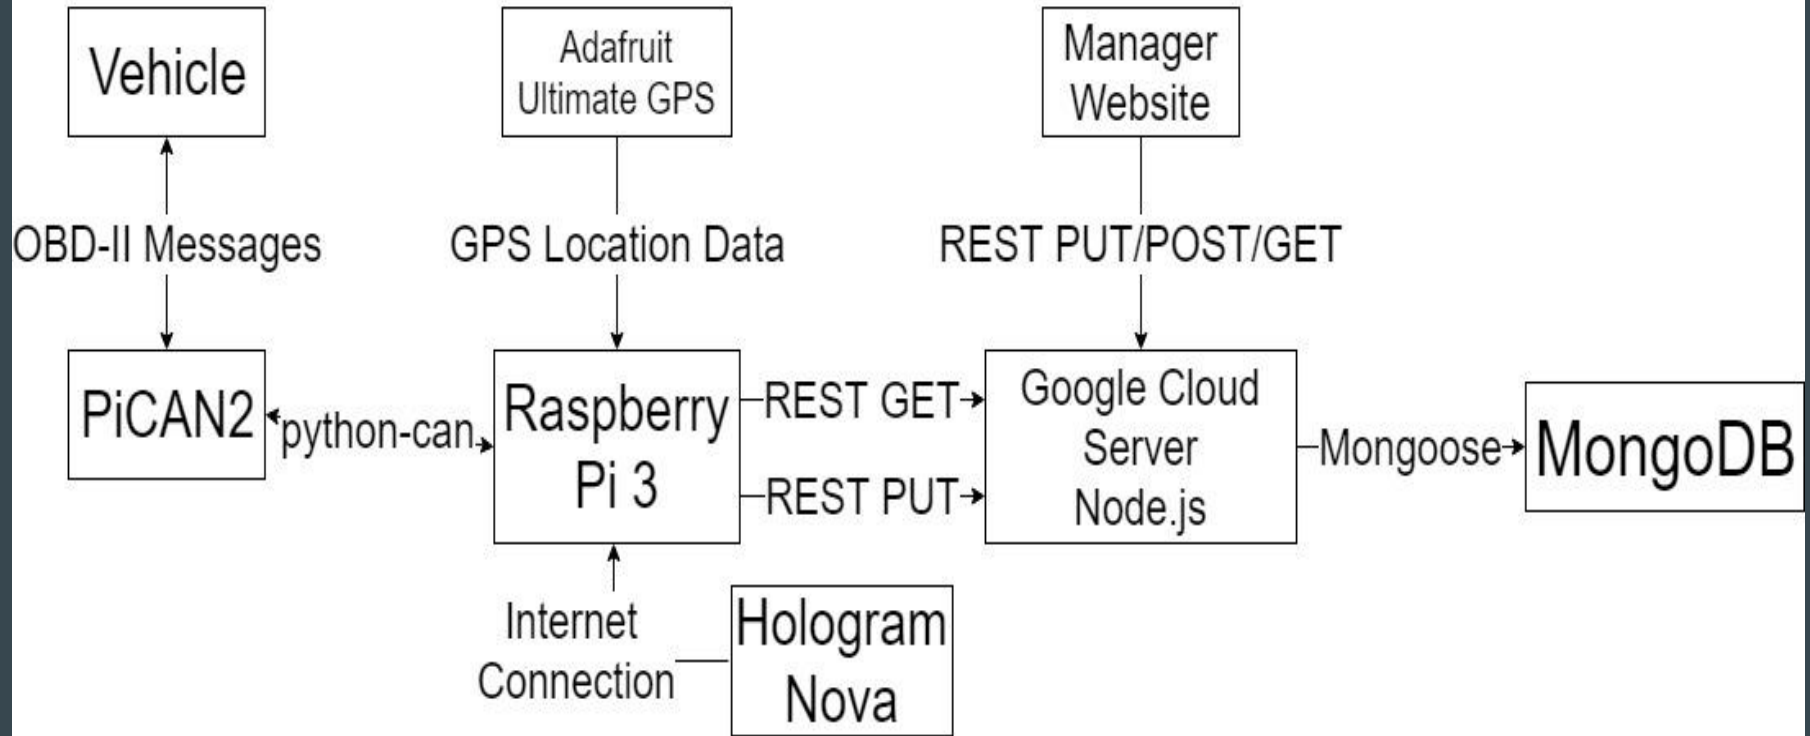 Vehicle
Adafruit
Ultimate GPS
Manager
Website
OBD-II Messages
GPS Location Data
REST PUT/POST/GET
PiCAN2
python-can
Raspberry
Pi 3
REST GET
REST PUT
Google Cloud
Server
Node.js
Mongoose
MongoDB
Internet
Connection
Hologram
Nova